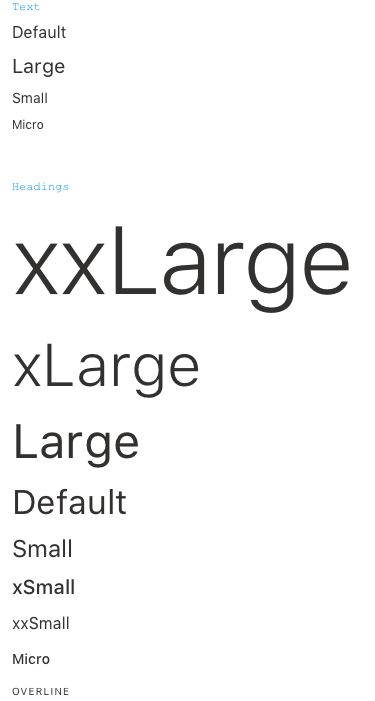 Text
Default
Large
Small
Micro
Headings
xxLarge
xLarge
Large
Default
Small
xSmall
xxSmall
Micro
OVERLINE